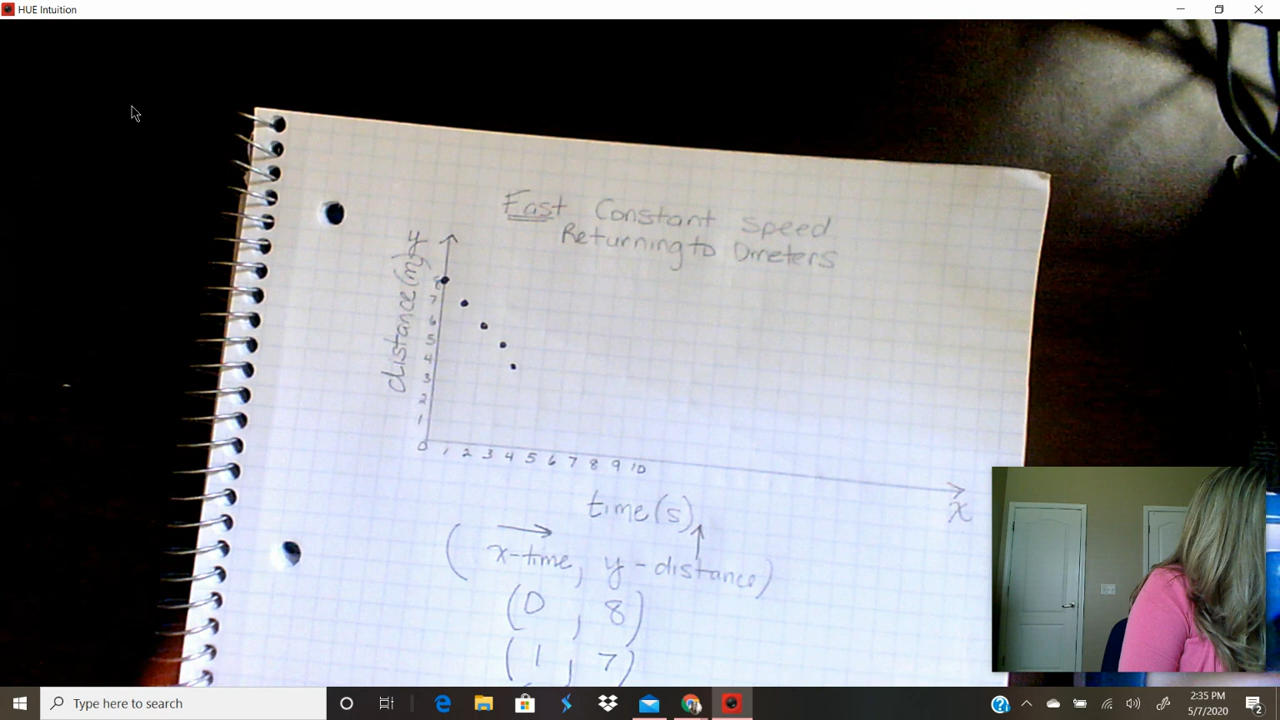 HUE Intuition
Fast Constant speed
Returning to 0meters
y
distance(m)
8
7
6
5
4
3
2
1
0
1 2 3 4 5 6 7 8 9 10
x
time(s)
(x-time, y-distance)
(0, 8)
(1, 7)
Type here to search
2:35 PM
5/7/2020
2